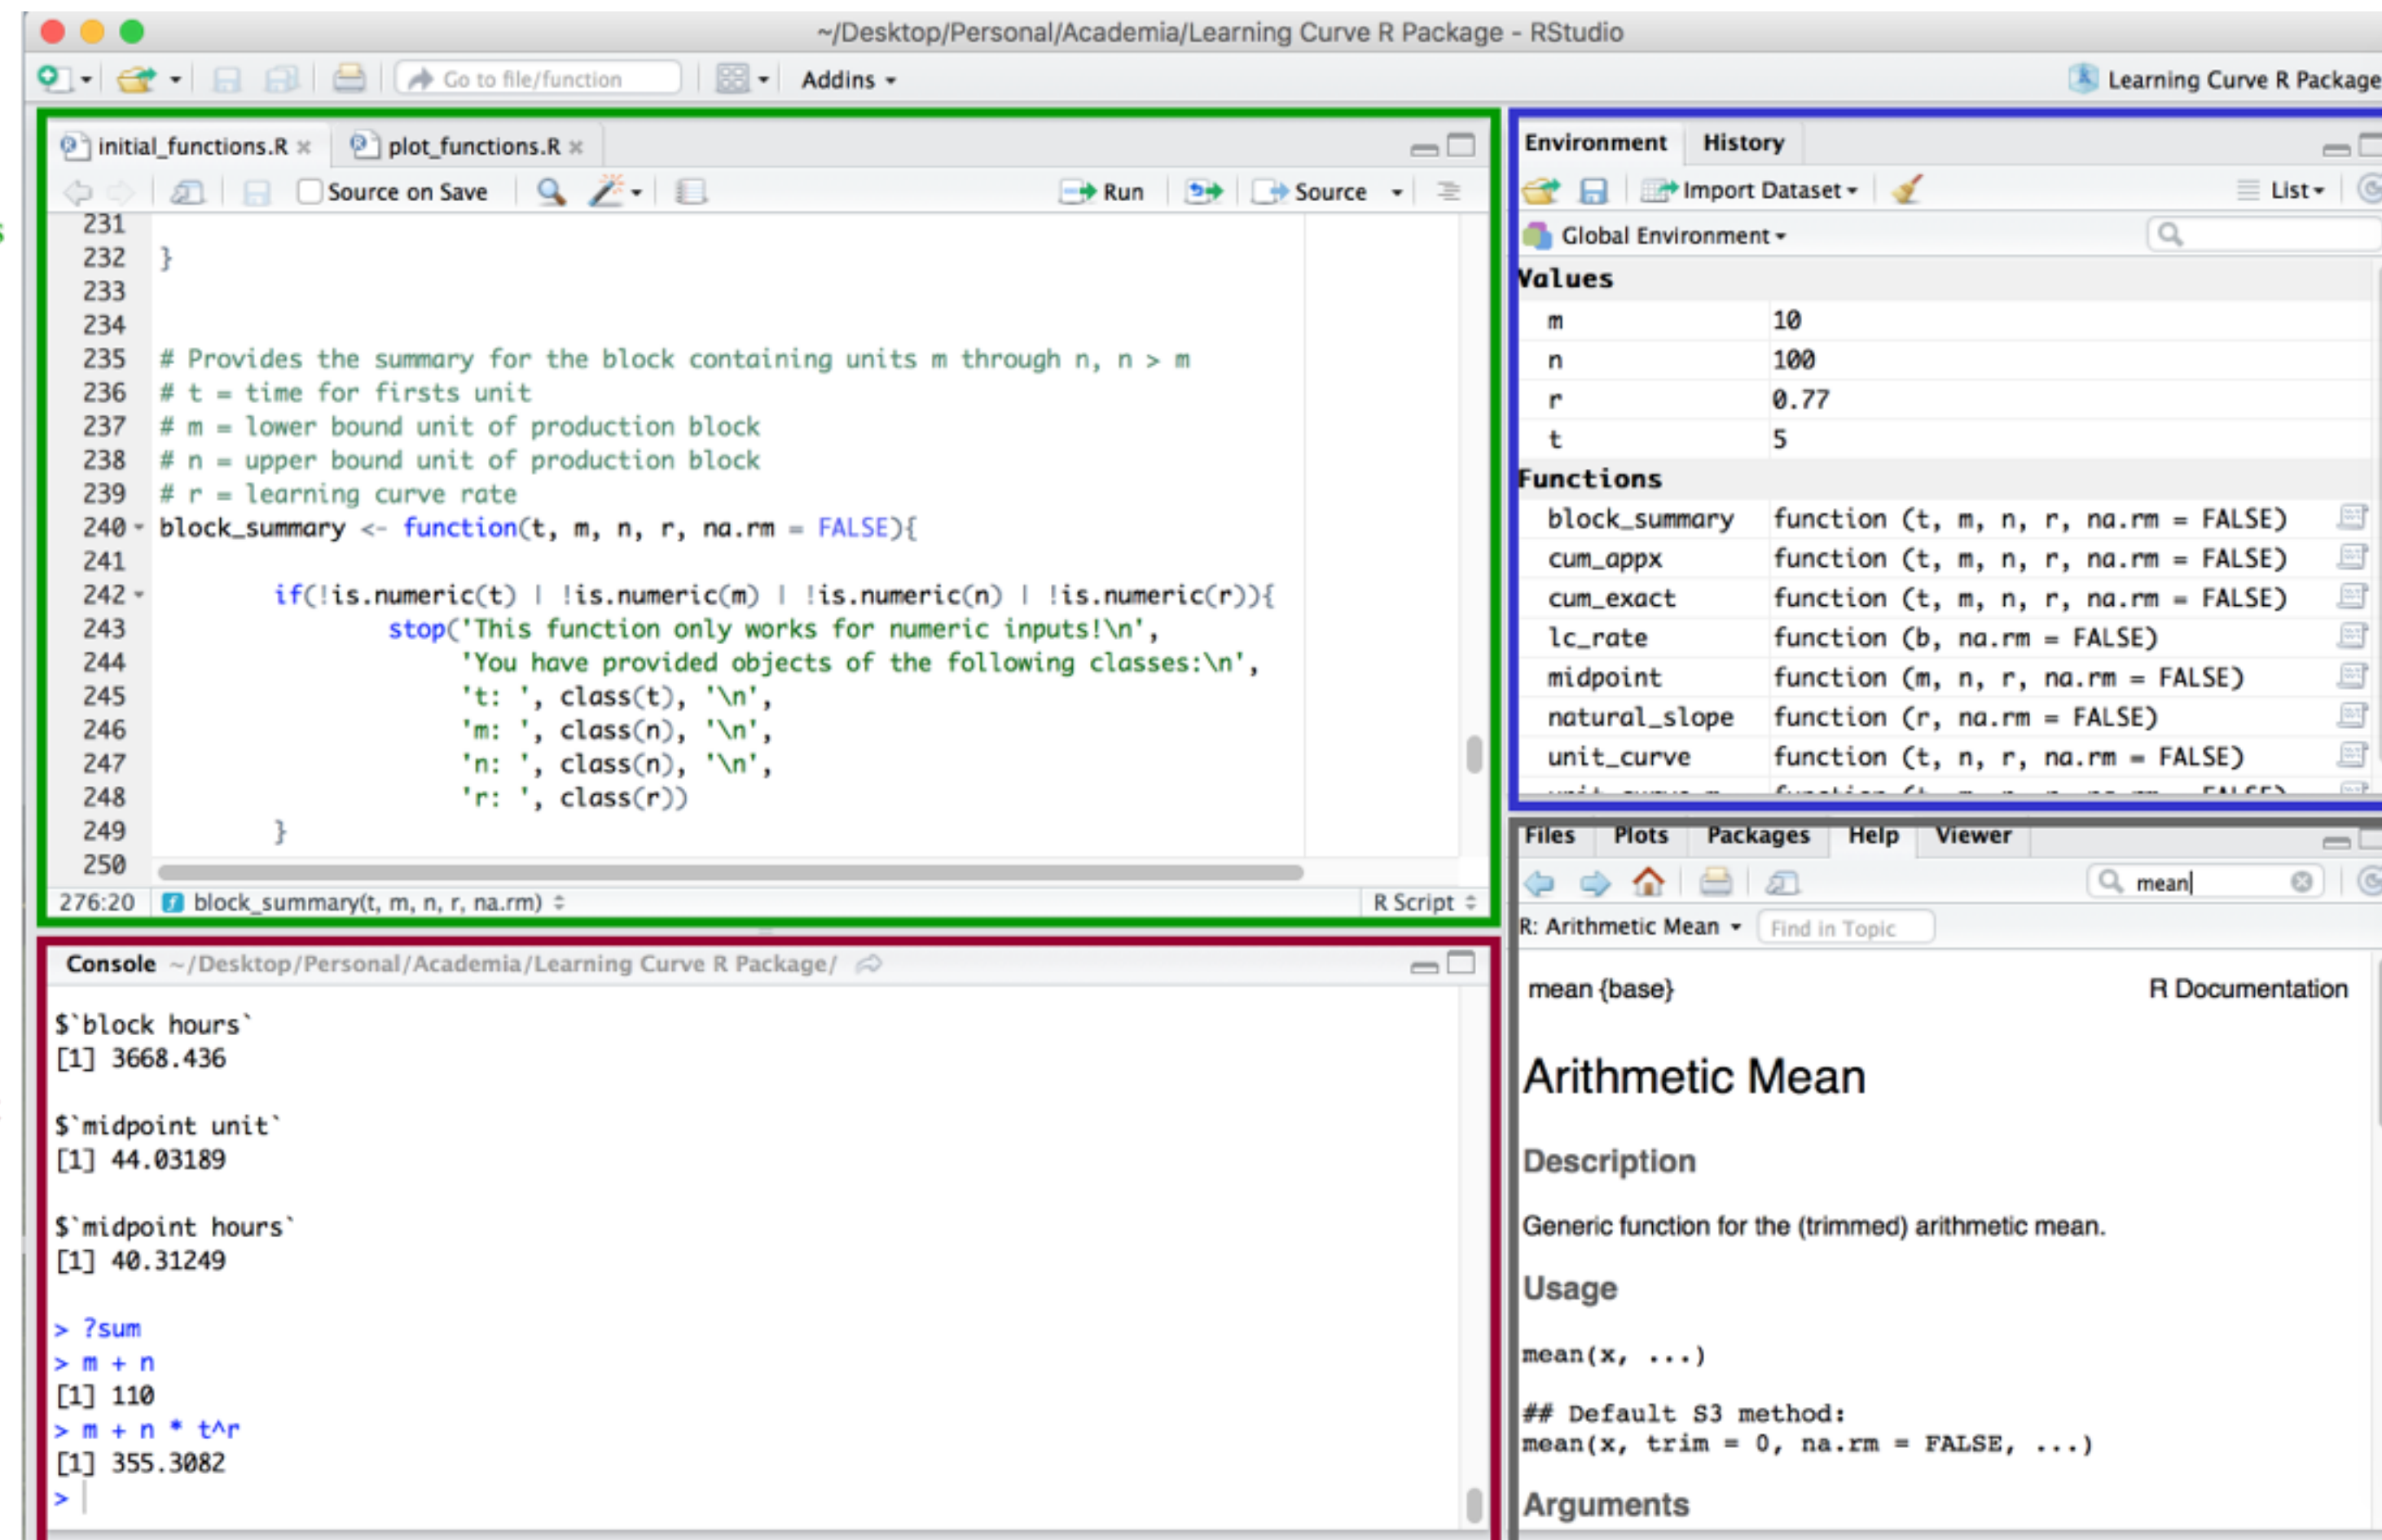 ~/Desktop/Personal/Academia/Learning Curve R Package - RStudio
Go to file/function
Addins
Learning Curve R Package
initial_functions.R
plot_functions.R
Source on Save
Run
Source
231
232 }
233
234
235 # Provides the summary for the block containing units m through n, n > m
236 # t = time for firsts unit
237 # m = lower bound unit of production block
238 # n = upper bound unit of production block
239 # r = learning curve rate
240 block_summary <- function(t, m, n, r, na.rm = FALSE){
241
242 if(!is.numeric(t) | !is.numeric(m) | !is.numeric(n) | !is.numeric(r)){
243 stop('This function only works for numeric inputs!\n',
244 'You have provided objects of the following classes:\n',
245 't: ', class(t), '\n',
246 'm: ', class(n), '\n',
247 'n: ', class(n), '\n',
248 'r: ', class(r))
249 }
250
276:20 block_summary(t, m, n, r, na.rm)
R Script
Console ~/Desktop/Personal/Academia/Learning Curve R Package/
$`block hours`
[1] 3668.436
$`midpoint unit`
[1] 44.03189
$`midpoint hours`
[1] 40.31249
> ?sum
> m + n
[1] 110
> m + n * t^r
[1] 355.3082
>
Environment History
Import Dataset
List
Global Environment
Values
m 10
n 100
r 0.77
t 5
Functions
block_summary function (t, m, n, r, na.rm = FALSE)
cum_appx function (t, m, n, r, na.rm = FALSE)
cum_exact function (t, m, n, r, na.rm = FALSE)
lc_rate function (b, na.rm = FALSE)
midpoint function (m, n, r, na.rm = FALSE)
natural_slope function (r, na.rm = FALSE)
unit_curve function (t, n, r, na.rm = FALSE)
Files Plots Packages Help Viewer
mean
R: Arithmetic Mean
Find in Topic
mean {base}
R Documentation
Arithmetic Mean
Description
Generic function for the (trimmed) arithmetic mean.
Usage
mean(x, ...)
## Default S3 method:
mean(x, trim = 0, na.rm = FALSE, ...)
Arguments